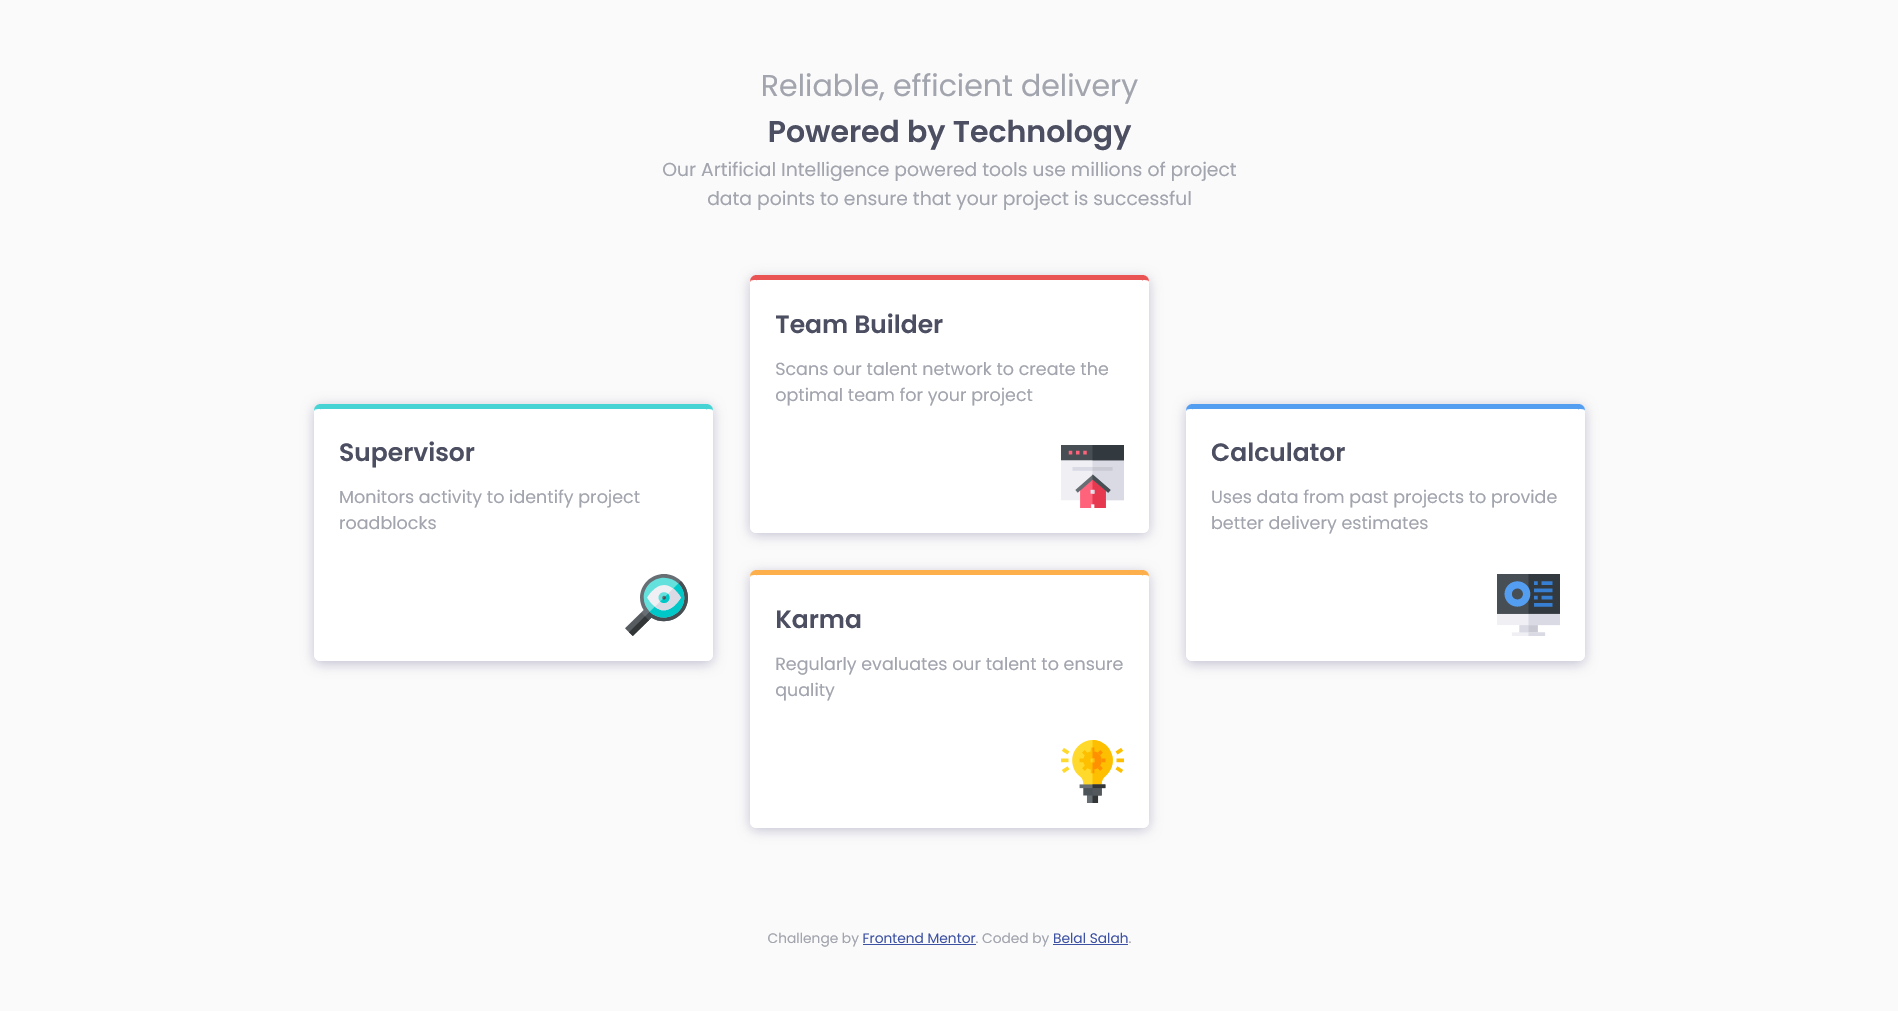 Reliable, efficient delivery
Powered by Technology
Our Artificial Intelligence powered tools use millions of project
data points to ensure that your project is successful
Supervisor
Monitors activity to identify project
roadblocks
Team Builder
Scans our talent network to create the
optimal team for your project
Karma
Regularly evaluates our talent to ensure
quality
Calculator
Uses data from past projects to provide
better delivery estimates
Challenge by Frontend Mentor. Coded by Belal Salah.